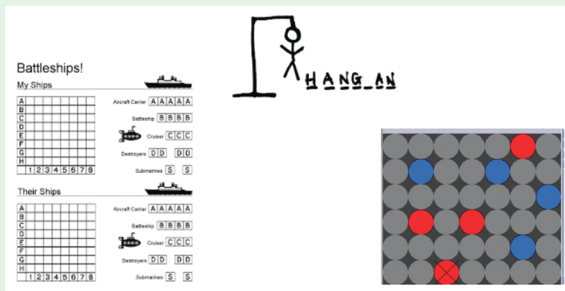 Battleships!
My Ships
A
B
C
D
E
F
G
H
1 2 3 4 5 6 7 8
Aircraft Carrier A A A A A
Battleship B B B B
Cruiser C C C
Destroyers D D D D
Submarines S S
Their Ships
A
B
C
D
E
F
G
H
1 2 3 4 5 6 7 8
Aircraft Carrier A A A A A
Battleship B B B B
Cruiser C C C
Destroyers D D D D
Submarines S S
HANG_AN